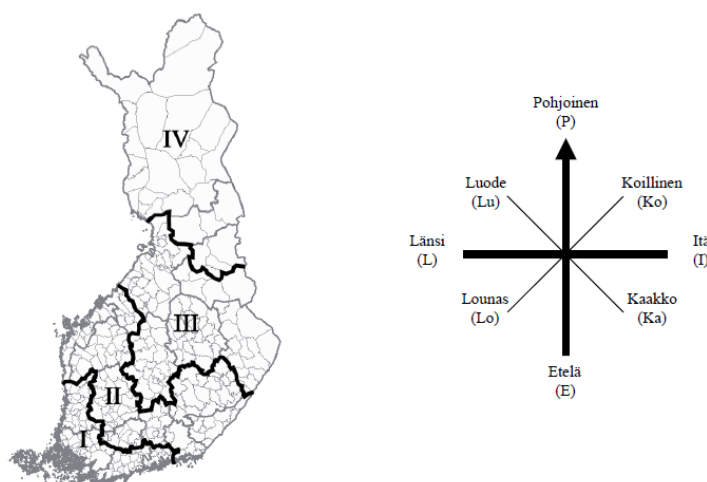 IV
III
II
I
Pohjoinen
(P)
Luode
(Lu)
Koillinen
(Ko)
Länsi
(L)
Itä
(I)
Lounas
(Lo)
Kaakko
(Ka)
Etelä
(E)